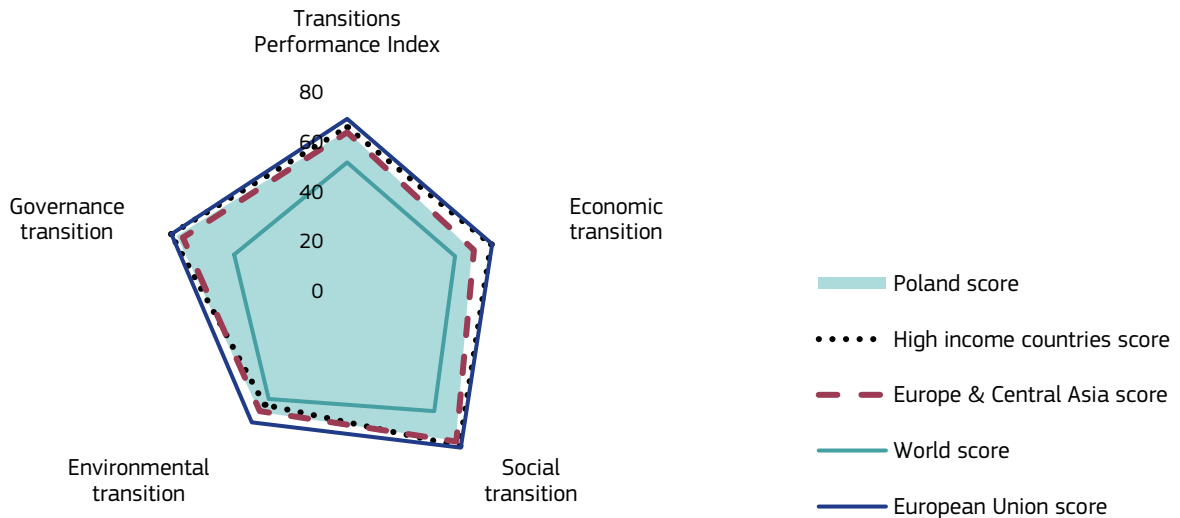 Transitions
Performance Index
80
60
40
20
0
Governance
transition
Economic
transition
Environmental
transition
Social
transition
Poland score
High income countries score
Europe & Central Asia score
World score
European Union score